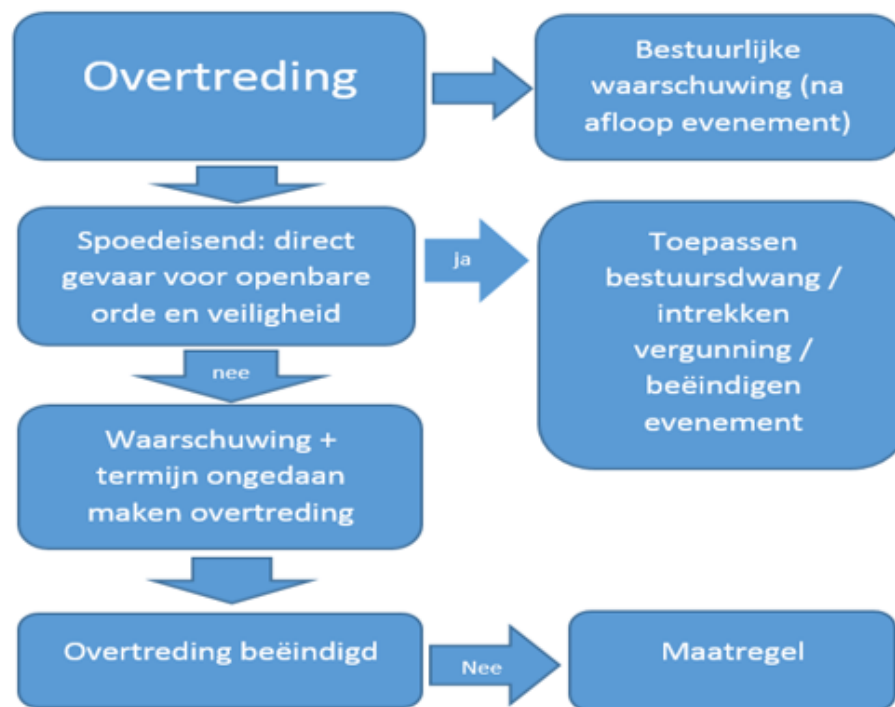 Overtreding
Bestuurlijke
waarschuwing (na
afloop evenement)
Spoedeisend: direct
gevaar voor openbare
orde en veiligheid
ja
Toepassen
bestuursdwang /
intrekken
vergunning /
beëindigen
evenement
nee
Waarschuwing +
termijn ongedaan
maken overtreding
Overtreding beëindigd
Nee
Maatregel